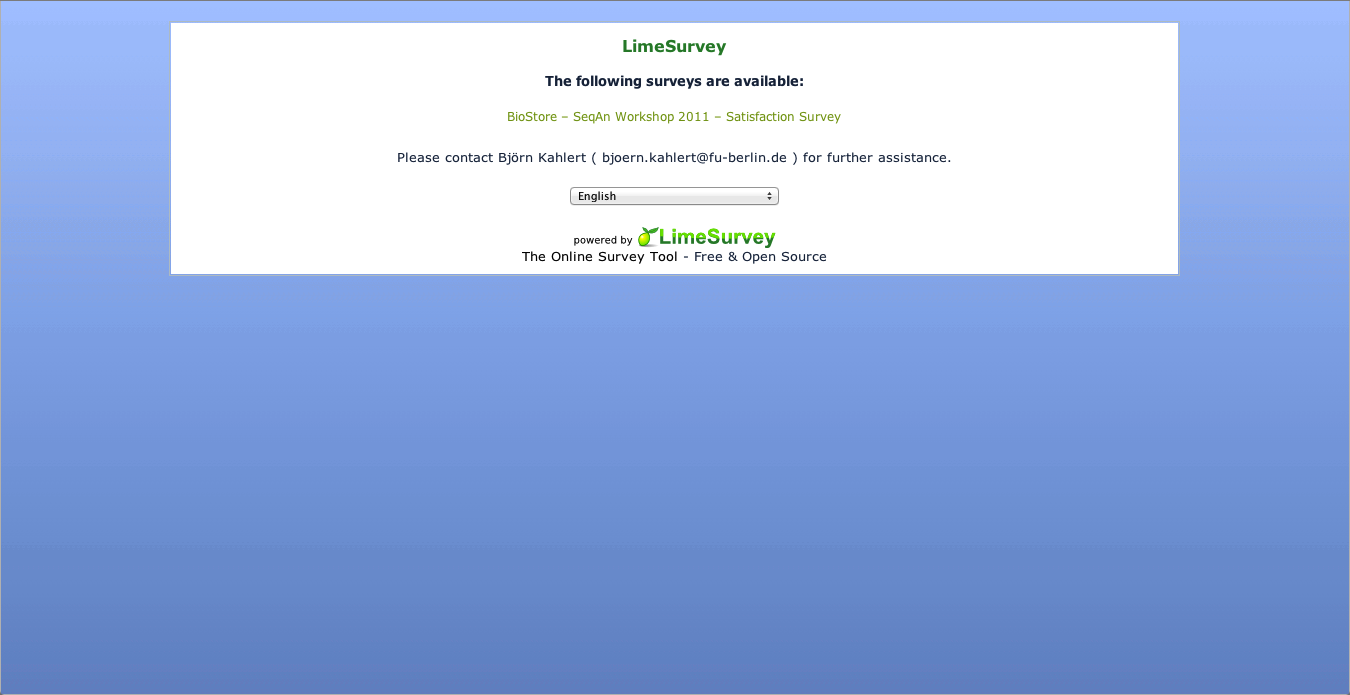 LimeSurvey
The following surveys are available:
BioStore – SeqAn Workshop 2011 – Satisfaction Survey
Please contact Björn Kahlert ( bjoern.kahlert@fu-berlin.de ) for further assistance.
English
powered by LimeSurvey
The Online Survey Tool - Free & Open Source